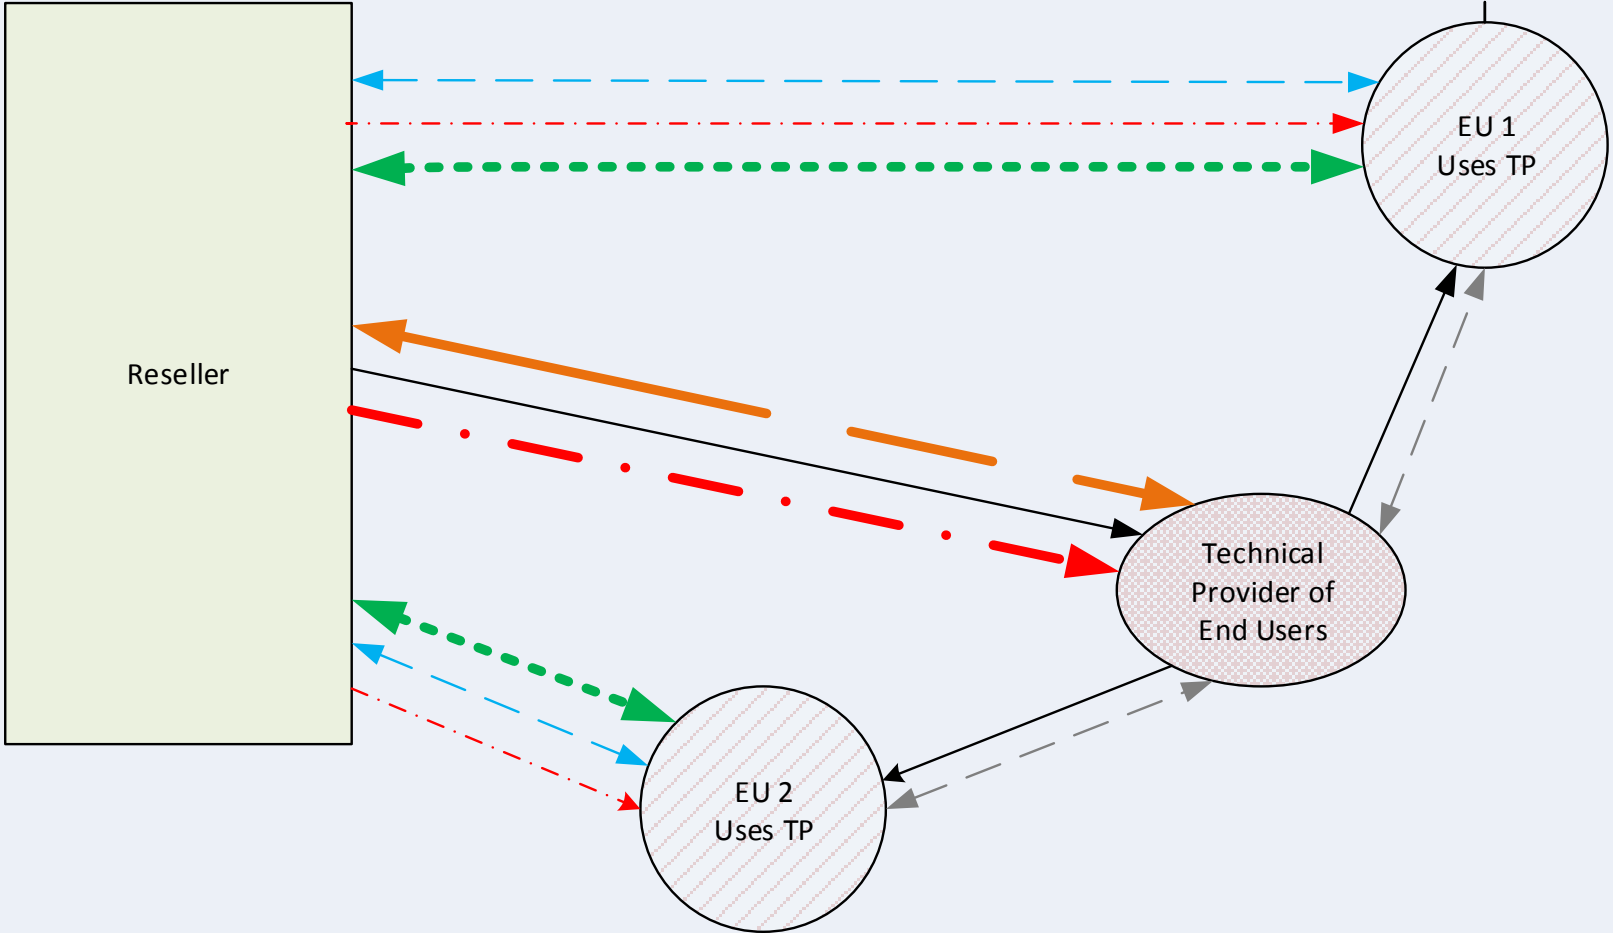 EU 1
Uses TP
Reseller
Technical
Provider of
End Users
EU 2
Uses TP